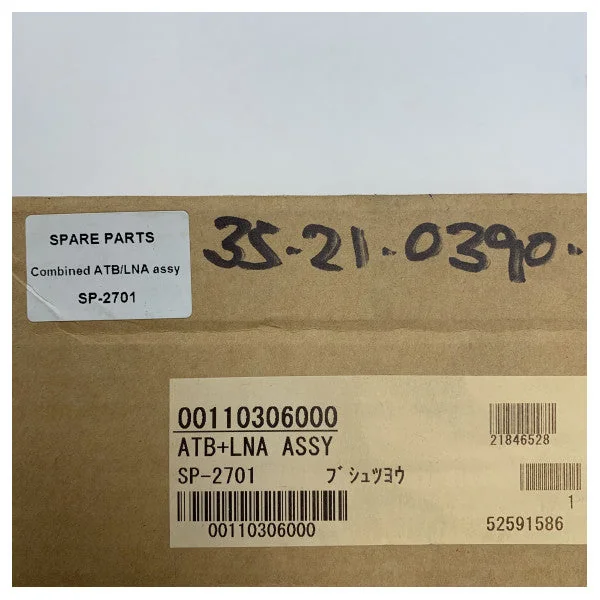 SPARE PARTS
Combined ATB/LNA assy
SP-2701
35-21-0390-
00110306000
ATB+LNA ASSY
SP-2701 ブシュツヨウ
00110306000
21846528
1
52591586